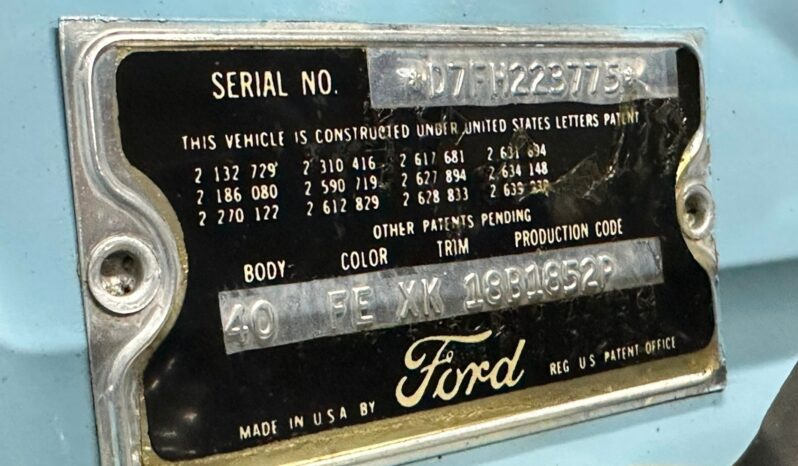 SERIAL NO. *D7FH223775*
THIS VEHICLE IS CONSTRUCTED UNDER UNITED STATES LETTERS PATENT
2 132 729 2 310 416 2 617 681 2 631 694
2 186 080 2 590 719 2 627 894 2 634 148
2 270 122 2 612 829 2 628 833 2 639
OTHER PATENTS PENDING
BODY COLOR TRIM PRODUCTION CODE
40 FE XK 18B1852P
Ford
MADE IN U.S.A BY REG US PATENT OFFICE